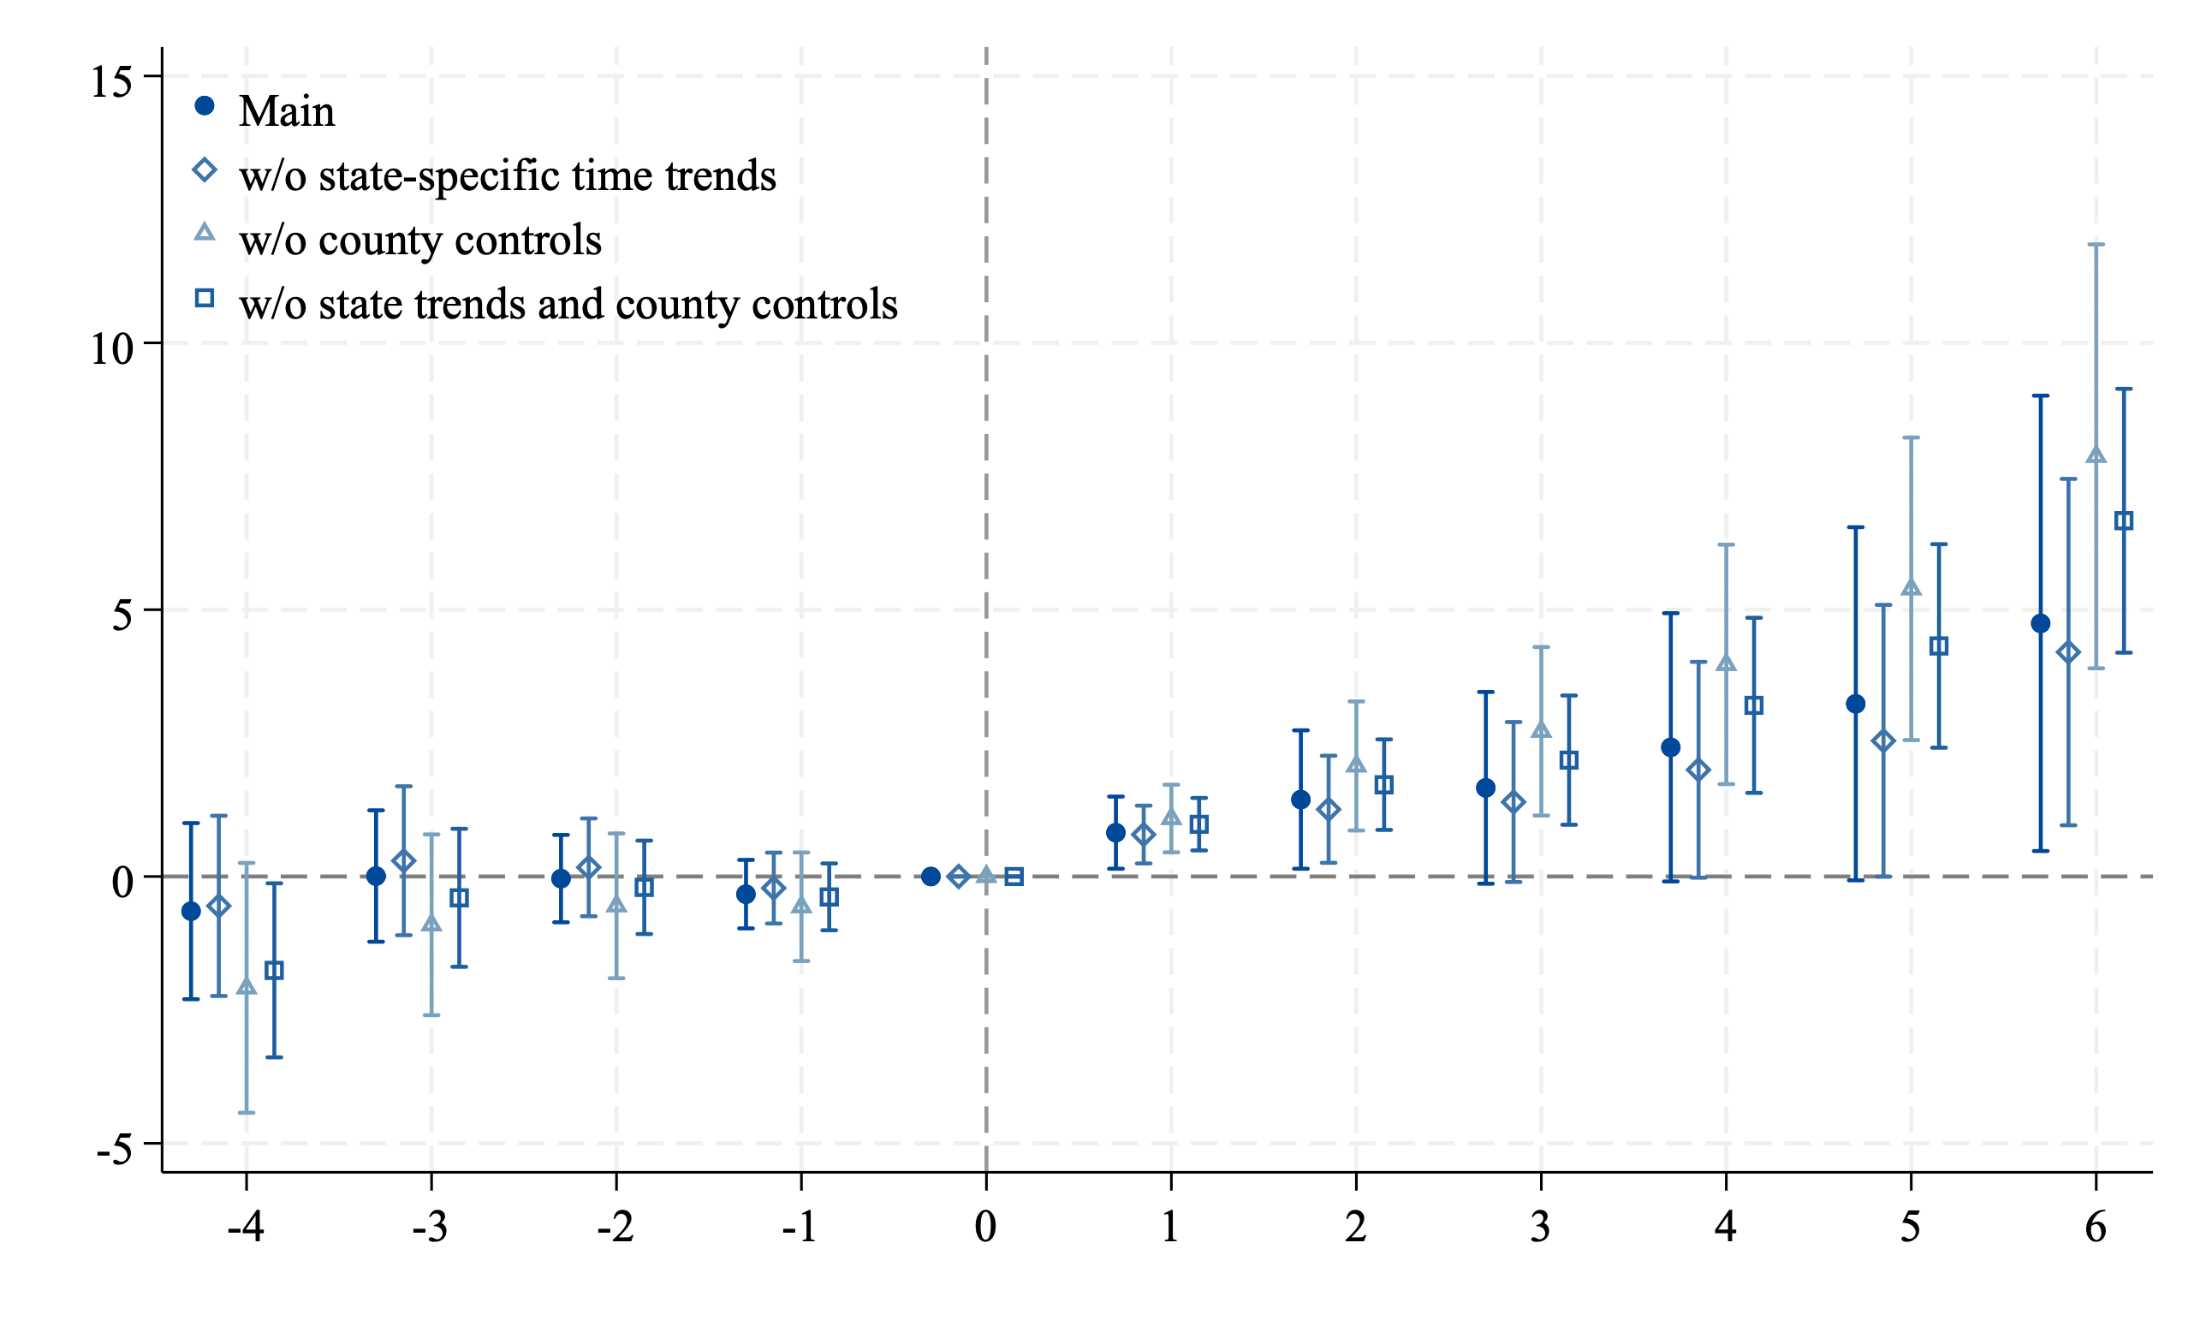 15
Main
w/o state-specific time trends
w/o county controls
w/o state trends and county controls
10
5
0
-5
-4 -3 -2 -1 0 1 2 3 4 5 6